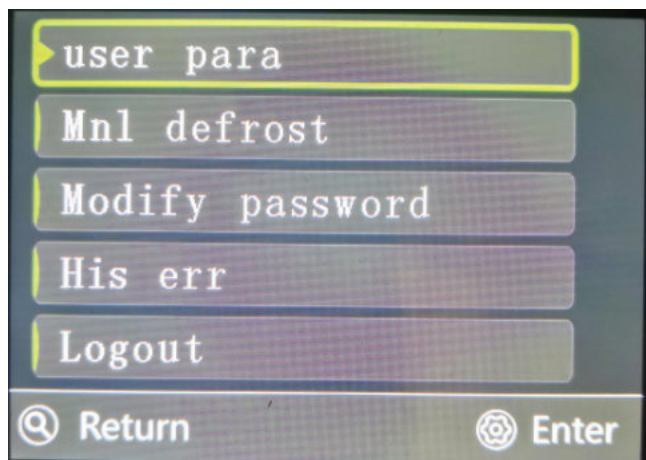 user para
Mnl defrost
Modify password
His err
Logout
Return Enter